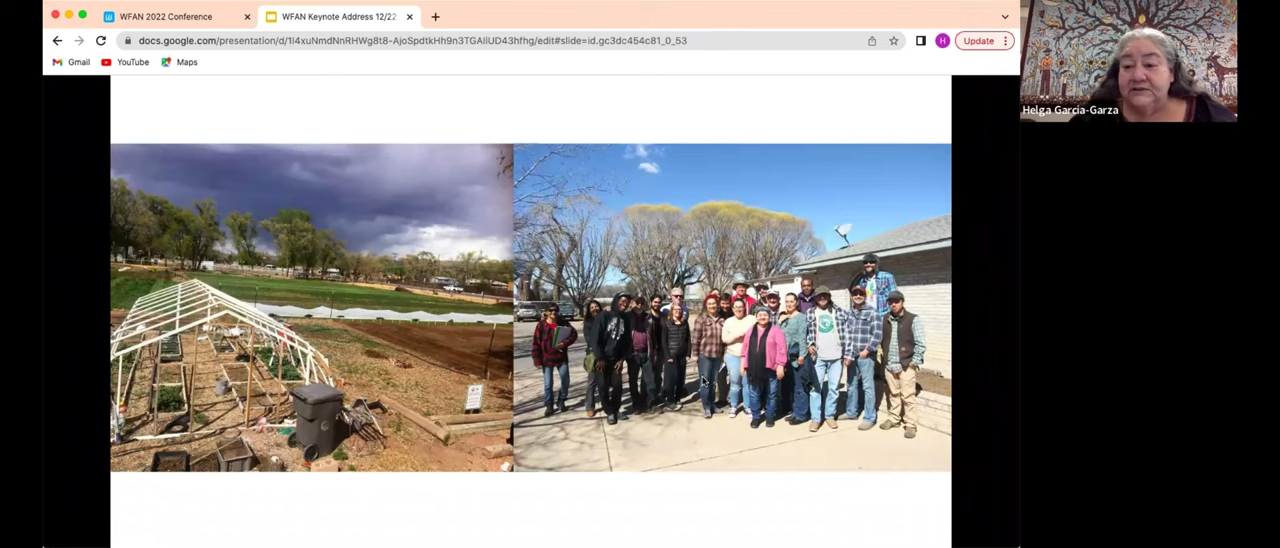 WFAN 2022 Conference
WFAN Keynote Address 12/22
docs.google.com/presentation/d/1l4xuNmdNnRHWg8t8-AjoSpdtkHh9n3TGAliUD43hfhg/edit#slide=id.gc3dc454c81_0_53
H
Update
Gmail
YouTube
Maps
Helga Garcia-Garza